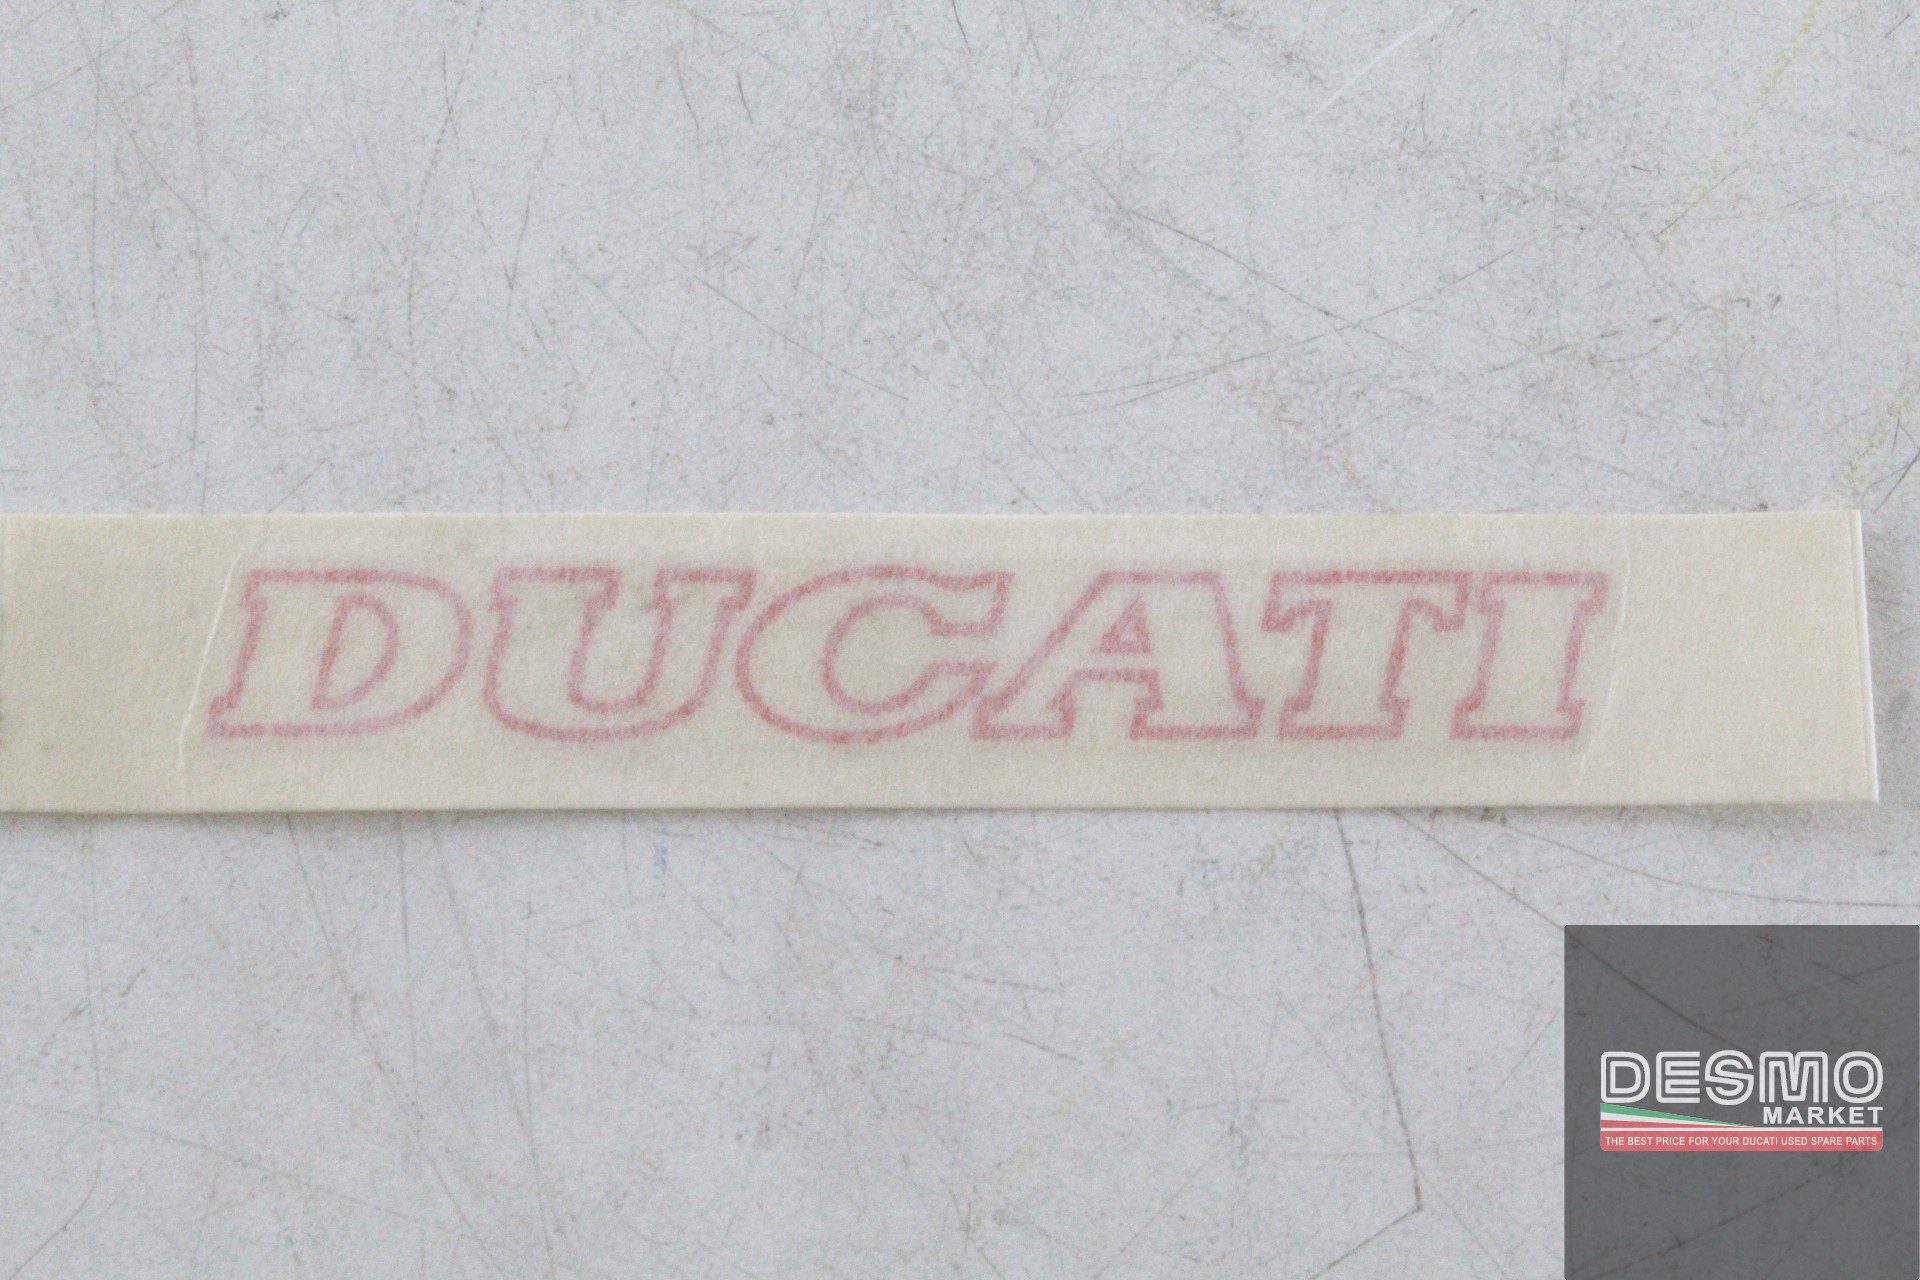 DUCATI
DESMO
MARKET
THE BEST PRICE FOR YOUR DUCATI USED SPARE PARTS